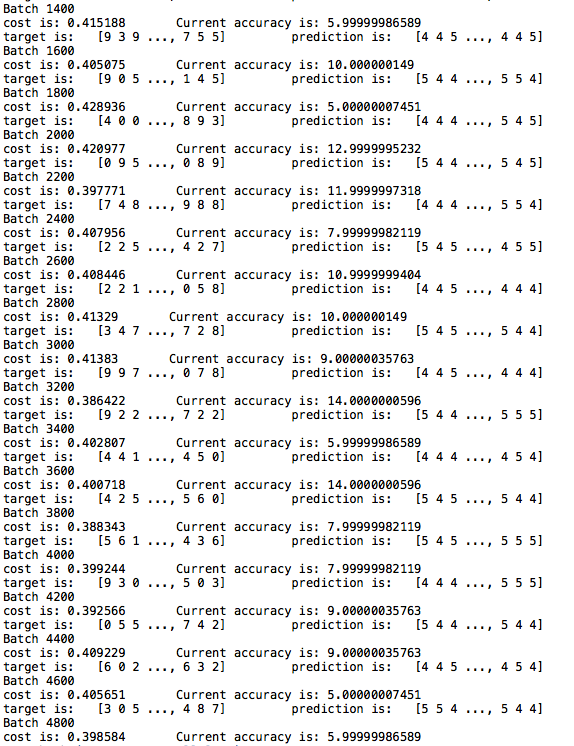 Batch 1400
cost is: 0.415188 Current accuracy is: 5.99999986589
target is: [9 3 9 ..., 7 5 5] prediction is: [4 4 5 ..., 4 4 5]
Batch 1600
cost is: 0.405075 Current accuracy is: 10.000000149
target is: [9 0 5 ..., 1 4 5] prediction is: [5 4 4 ..., 5 5 4]
Batch 1800
cost is: 0.428936 Current accuracy is: 5.00000007451
target is: [4 0 0 ..., 8 9 3] prediction is: [4 4 4 ..., 5 4 5]
Batch 2000
cost is: 0.420977 Current accuracy is: 12.9999995232
target is: [0 9 5 ..., 0 8 9] prediction is: [5 4 4 ..., 5 4 5]
Batch 2200
cost is: 0.397771 Current accuracy is: 11.9999997318
target is: [7 4 8 ..., 9 8 8] prediction is: [4 4 4 ..., 5 5 4]
Batch 2400
cost is: 0.407956 Current accuracy is: 7.99999982119
target is: [2 2 5 ..., 4 2 7] prediction is: [5 4 5 ..., 4 5 5]
Batch 2600
cost is: 0.408446 Current accuracy is: 10.9999999404
target is: [2 2 1 ..., 0 5 8] prediction is: [4 4 5 ..., 4 4 4]
Batch 2800
cost is: 0.41329 Current accuracy is: 10.000000149
target is: [3 4 7 ..., 7 2 8] prediction is: [5 4 5 ..., 5 4 4]
Batch 3000
cost is: 0.41383 Current accuracy is: 9.00000035763
target is: [9 9 7 ..., 0 7 8] prediction is: [4 4 5 ..., 4 4 4]
Batch 3200
cost is: 0.386422 Current accuracy is: 14.0000000596
target is: [9 2 2 ..., 7 2 2] prediction is: [5 4 4 ..., 5 5 5]
Batch 3400
cost is: 0.402807 Current accuracy is: 5.99999986589
target is: [4 4 1 ..., 4 5 0] prediction is: [4 4 4 ..., 4 5 4]
Batch 3600
cost is: 0.400718 Current accuracy is: 14.0000000596
target is: [4 2 5 ..., 5 6 0] prediction is: [5 4 5 ..., 5 4 4]
Batch 3800
cost is: 0.388343 Current accuracy is: 7.99999982119
target is: [5 6 1 ..., 4 3 6] prediction is: [5 4 5 ..., 5 5 5]
Batch 4000
cost is: 0.399244 Current accuracy is: 7.99999982119
target is: [9 3 0 ..., 5 0 3] prediction is: [4 4 4 ..., 5 5 5]
Batch 4200
cost is: 0.392566 Current accuracy is: 9.00000035763
target is: [0 5 5 ..., 7 4 2] prediction is: [5 4 4 ..., 5 4 4]
Batch 4400
cost is: 0.409229 Current accuracy is: 9.00000035763
target is: [6 0 2 ..., 6 3 2] prediction is: [4 4 5 ..., 4 5 4]
Batch 4600
cost is: 0.405651 Current accuracy is: 5.00000007451
target is: [3 0 5 ..., 4 8 7] prediction is: [5 5 4 ..., 5 4 4]
Batch 4800
cost is: 0.398584 Current accuracy is: 5.99999986589